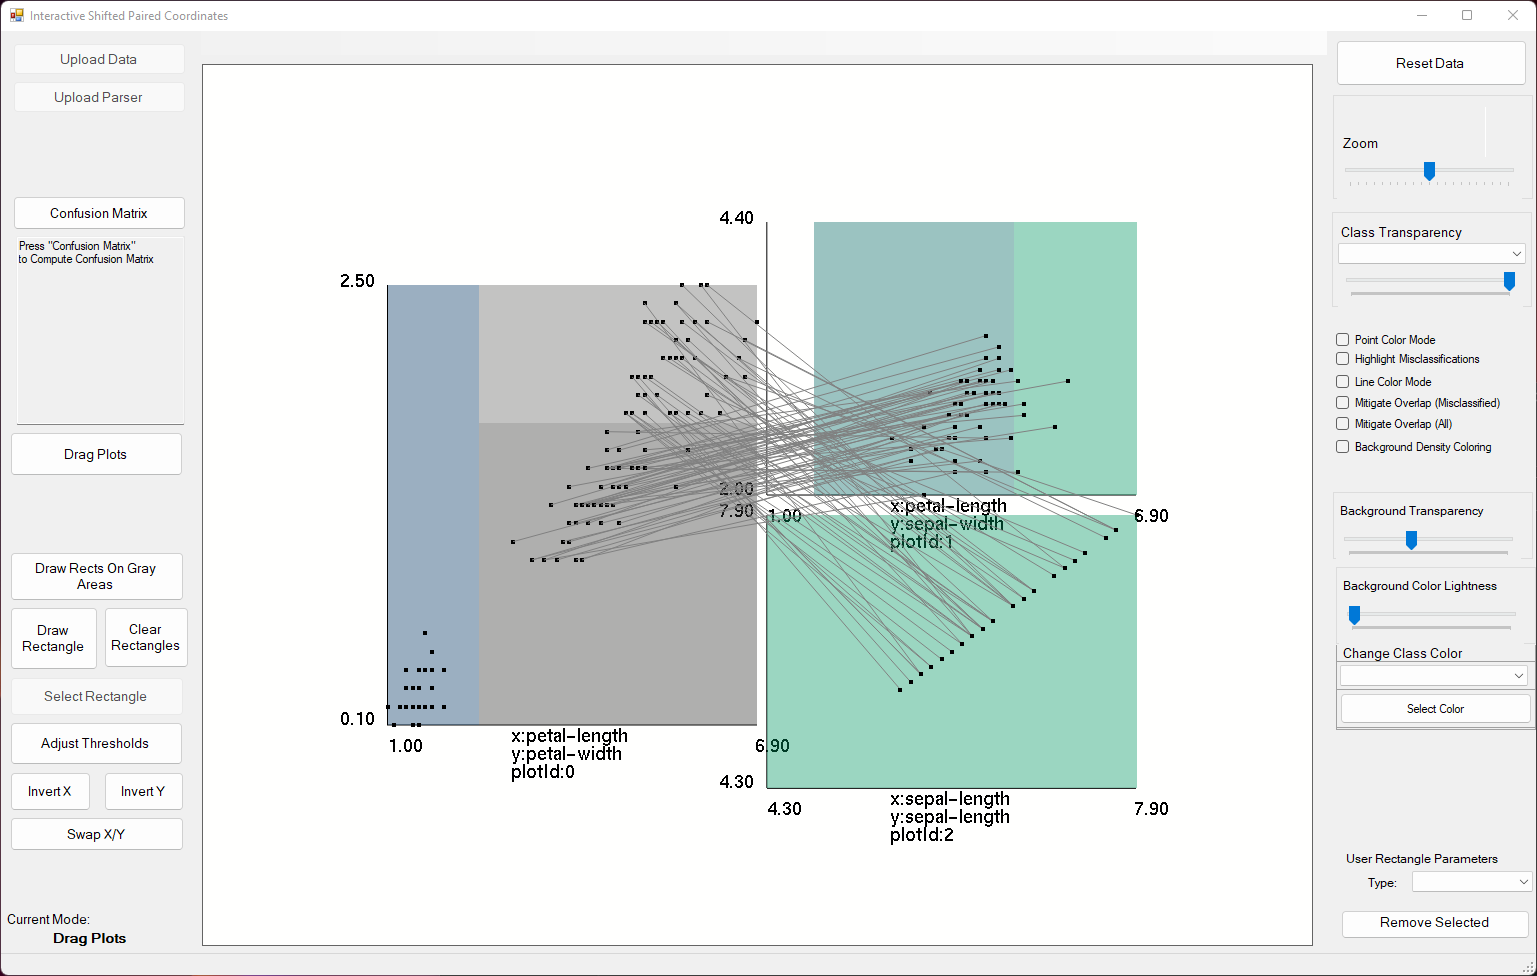 Interactive Shifted Paired Coordinates
Upload Data
Upload Parser
Confusion Matrix
Press "Confusion Matrix"
to Compute Confusion Matrix
Drag Plots
Draw Rects On Gray
Areas
Draw
Rectangle
Clear
Rectangles
Select Rectangle
Adjust Thresholds
Invert X
Invert Y
Swap X/Y
Current Mode:
Drag Plots
2.50
0.10
1.00
6.90
x:petal-length
y:petal-width
plotId:0
4.40
2.00
1.00
6.90
x:petal-length
y:sepal-width
plotId:1
7.90
4.30
4.30
7.90
x:sepal-length
y:sepal-length
plotId:2
Reset Data
Zoom
Class Transparency
Point Color Mode
Highlight Misclassifications
Line Color Mode
Mitigate Overlap (Misclassified)
Mitigate Overlap (All)
Background Density Coloring
Background Transparency
Background Color Lightness
Change Class Color
Select Color
User Rectangle Parameters
Type:
Remove Selected